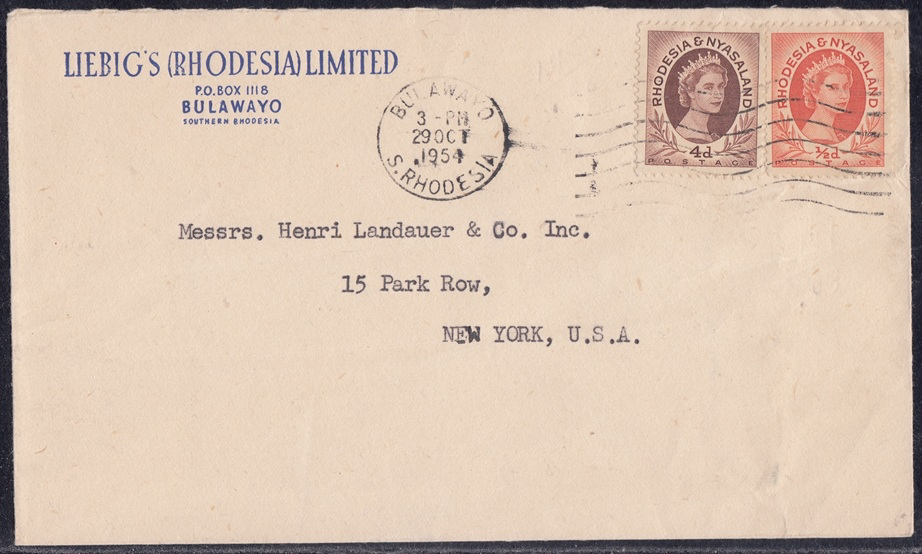 LIEBIG'S (RHODESIA) LIMITED
P.O. BOX 1118
BULAWAYO
SOUTHERN RHODESIA
BULAWAYO
3 - PM
29 OCT
1954
S. RHODESIA
RHODESIA & NYASALAND
4d
POSTAGE
RHODESIA & NYASALAND
½d
POSTAGE
Messrs. Henri Landauer & Co. Inc.
15 Park Row,
NEW YORK, U.S.A.